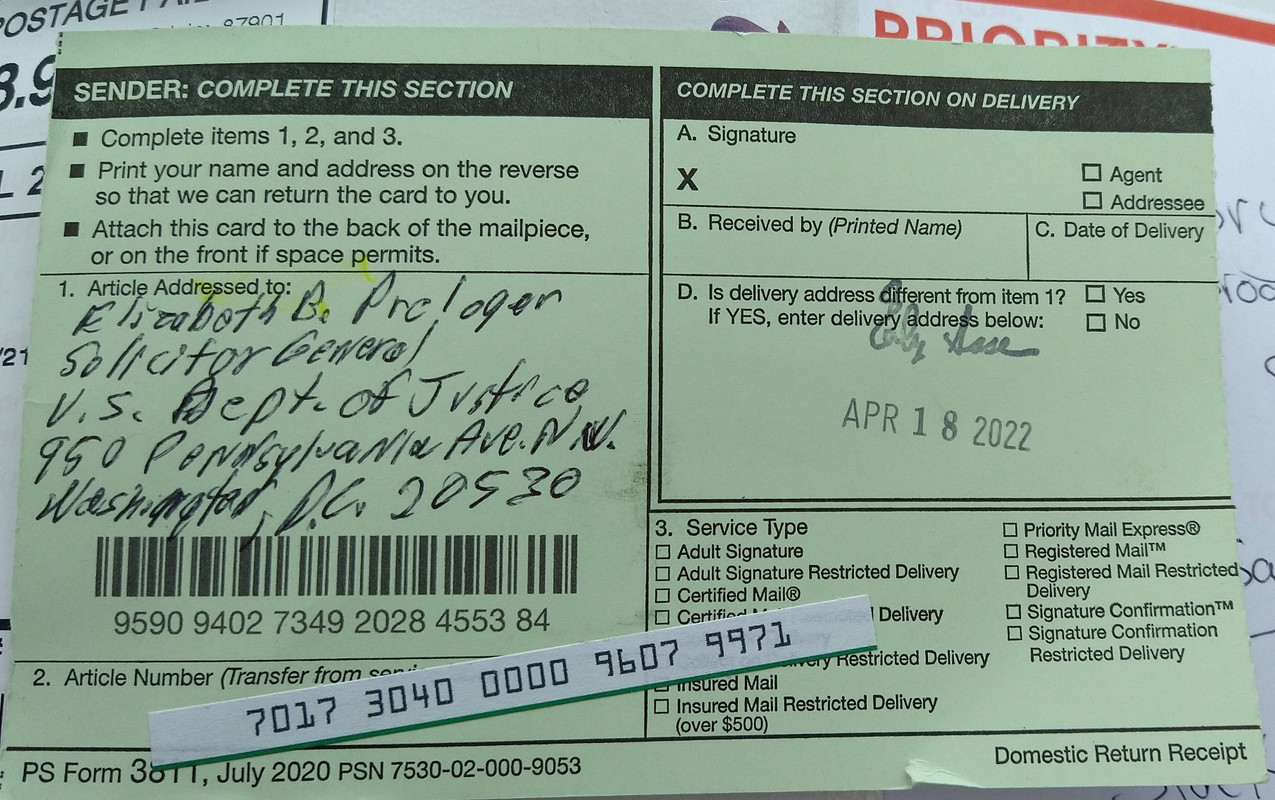 POSTAGE PAI
87901
PRIORITY
SENDER: COMPLETE THIS SECTION
■ Complete items 1, 2, and 3.
■ Print your name and address on the reverse
so that we can return the card to you.
■ Attach this card to the back of the mailpiece,
or on the front if space permits.
1. Article Addressed to:
Elizabeth B. Prelogar
Solicitor General
U.S. Dept. of Justice
950 Pennsylvania Ave. N.W.
Washington, D.C. 20530
9590 9402 7349 2028 4553 84
2. Article Number (Transfer from
7017 3040 0000 9607 9971
PS Form 3811, July 2020 PSN 7530-02-000-9053
COMPLETE THIS SECTION ON DELIVERY
A. Signature
X
☐ Agent
☐ Addressee
B. Received by (Printed Name)
C. Date of Delivery
D. Is delivery address different from item 1? ☐ Yes
If YES, enter delivery address below: ☐ No
APR 18 2022
3. Service Type
☐ Adult Signature
☐ Adult Signature Restricted Delivery
☐ Certified Mail®
☐ Certified Delivery
Restricted Delivery
☐ Insured Mail
☐ Insured Mail Restricted Delivery
(over $500)
☐ Priority Mail Express®
☐ Registered Mail™
☐ Registered Mail Restricted
Delivery
☐ Signature Confirmation™
☐ Signature Confirmation
Restricted Delivery
Domestic Return Receipt